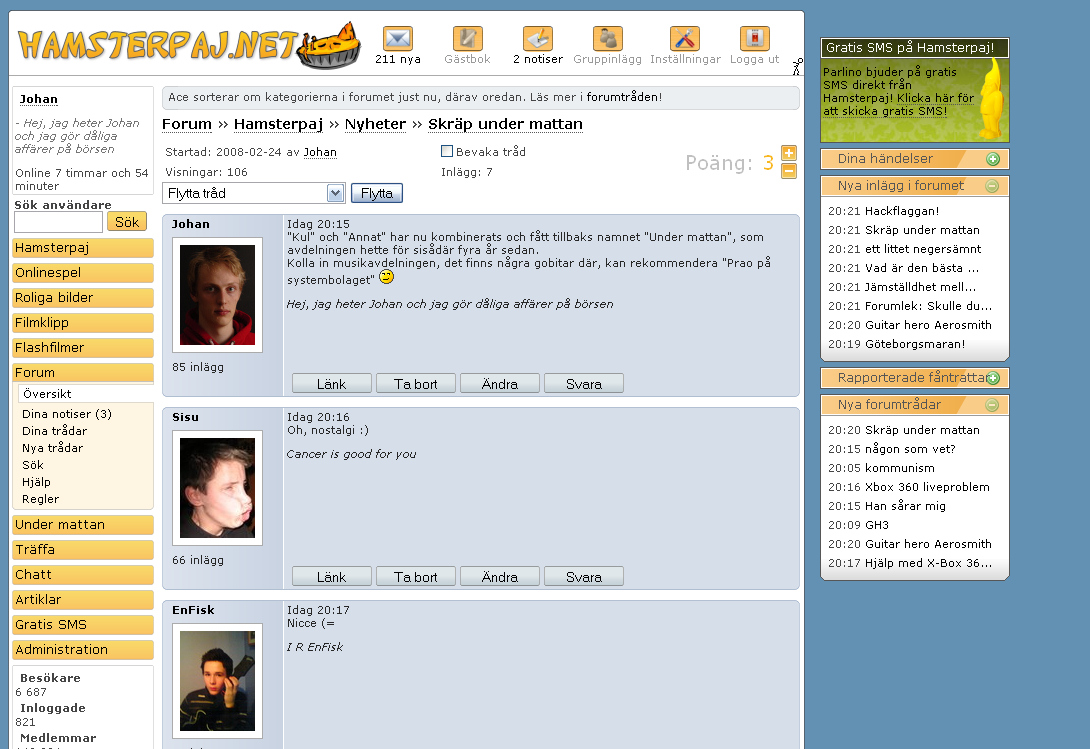 HAMSTERPAJ.NET
211 nya
Gästbok
2 notiser
Gruppinlägg
Inställningar
Logga ut
Johan
- Hej, jag heter Johan
och jag gör dåliga
affärer på börsen
Online 7 timmar och 54
minuter
Sök användare
Sök
Hamsterpaj
Onlinespel
Roliga bilder
Filmklipp
Flashfilmer
Forum
Översikt
Dina notiser (3)
Dina trådar
Nya trådar
Sök
Hjälp
Regler
Under mattan
Träffa
Chatt
Artiklar
Gratis SMS
Administration
Besökare
6 687
Inloggade
821
Medlemmar
Ace sorterar om kategorierna i forumet just nu, därav oredan. Läs mer i forumtråden!
Forum » Hamsterpaj » Nyheter » Skräp under mattan
Startad: 2008-02-24 av Johan
Bevaka tråd
Visningar: 106
Inlägg: 7
Poäng: 3
Flytta tråd
Flytta
Johan
85 inlägg
Idag 20:15
"Kul" och "Annat" har nu kombinerats och fått tillbaks namnet "Under mattan", som
avdelningen hette för sisådär fyra år sedan.
Kolla in musikavdelningen, det finns några gobitar där, kan rekommendera "Prao på
systembolaget"
Hej, jag heter Johan och jag gör dåliga affärer på börsen
Länk
Ta bort
Ändra
Svara
Sisu
66 inlägg
Idag 20:16
Oh, nostalgi :)
Cancer is good for you
Länk
Ta bort
Ändra
Svara
EnFisk
Idag 20:17
Nicce (=
I R EnFisk
Gratis SMS på Hamsterpaj!
Parlino bjuder på gratis
SMS direkt från
Hamsterpaj! Klicka här för
att skicka gratis SMS!
Dina händelser
Nya inlägg i forumet
20:21 Hackflaggan!
20:21 Skräp under mattan
20:21 ett littet negersämnt
20:21 Vad är den bästa ...
20:21 Jämställdhet mell...
20:21 Forumlek: Skulle du...
20:20 Guitar hero Aerosmith
20:19 Göteborgsmaran!
Rapporterade fåntrattar
Nya forumtrådar
20:20 Skräp under mattan
20:15 någon som vet?
20:05 kommunism
20:16 Xbox 360 liveproblem
20:15 Han sårar mig
20:09 GH3
20:20 Guitar hero Aerosmith
20:17 Hjälp med X-Box 36...